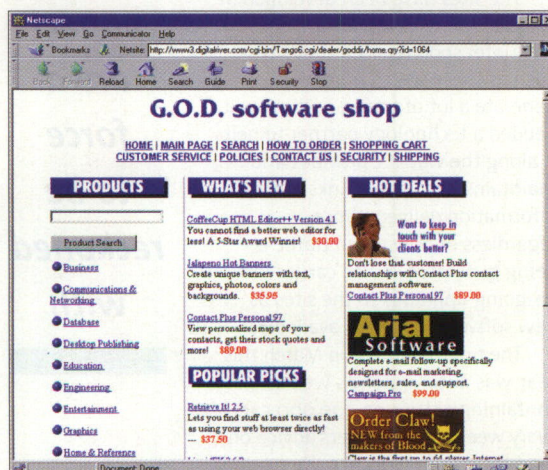 Netscape
File Edit View Go Communicator Help
Bookmarks Netsite: http://www3.digitalriver.com/cgi-bin/Tango6.cgi/dealer/goddir/home.qry?id=1064
Back Forward Reload Home Search Guide Print Security Stop
G.O.D. software shop
HOME | MAIN PAGE | SEARCH | HOW TO ORDER | SHOPPING CART
CUSTOMER SERVICE | POLICIES | CONTACT US | SECURITY | SHIPPING
PRODUCTS
Product Search
Business
Communications &
Networking
Database
Desktop Publishing
Education
Engineering
Entertainment
Graphics
Home & Reference
WHAT'S NEW
CoffeeCup HTML Editor++ Version 4.1
You cannot find a better web editor for
less! A 5-Star Award Winner! $30.00
Jalapeno Hot Banners
Create unique banners with text,
graphics, photos, colors and
backgrounds. $35.95
Contact Plus Personal 97
View personalized maps of your
contacts, get their stock quotes and
more! $89.00
POPULAR PICKS
Retrieve It! 2.5
Lets you find stuff at least twice as fast
as using your web browser directly!
--- $37.50
HOT DEALS
Want to keep in
touch with your
clients better?
Don't lose that customer! Build
relationships with Contact Plus contact
management software.
Contact Plus Personal 97 $89.00
Arial
Software
Complete e-mail follow-up specifically
designed for e-mail marketing,
newsletters, sales, and support.
Campaign Pro $99.00
Order Claw!
NEW from the
makers of Blood
Claw is the first up to 64 player Internet
Document: Done